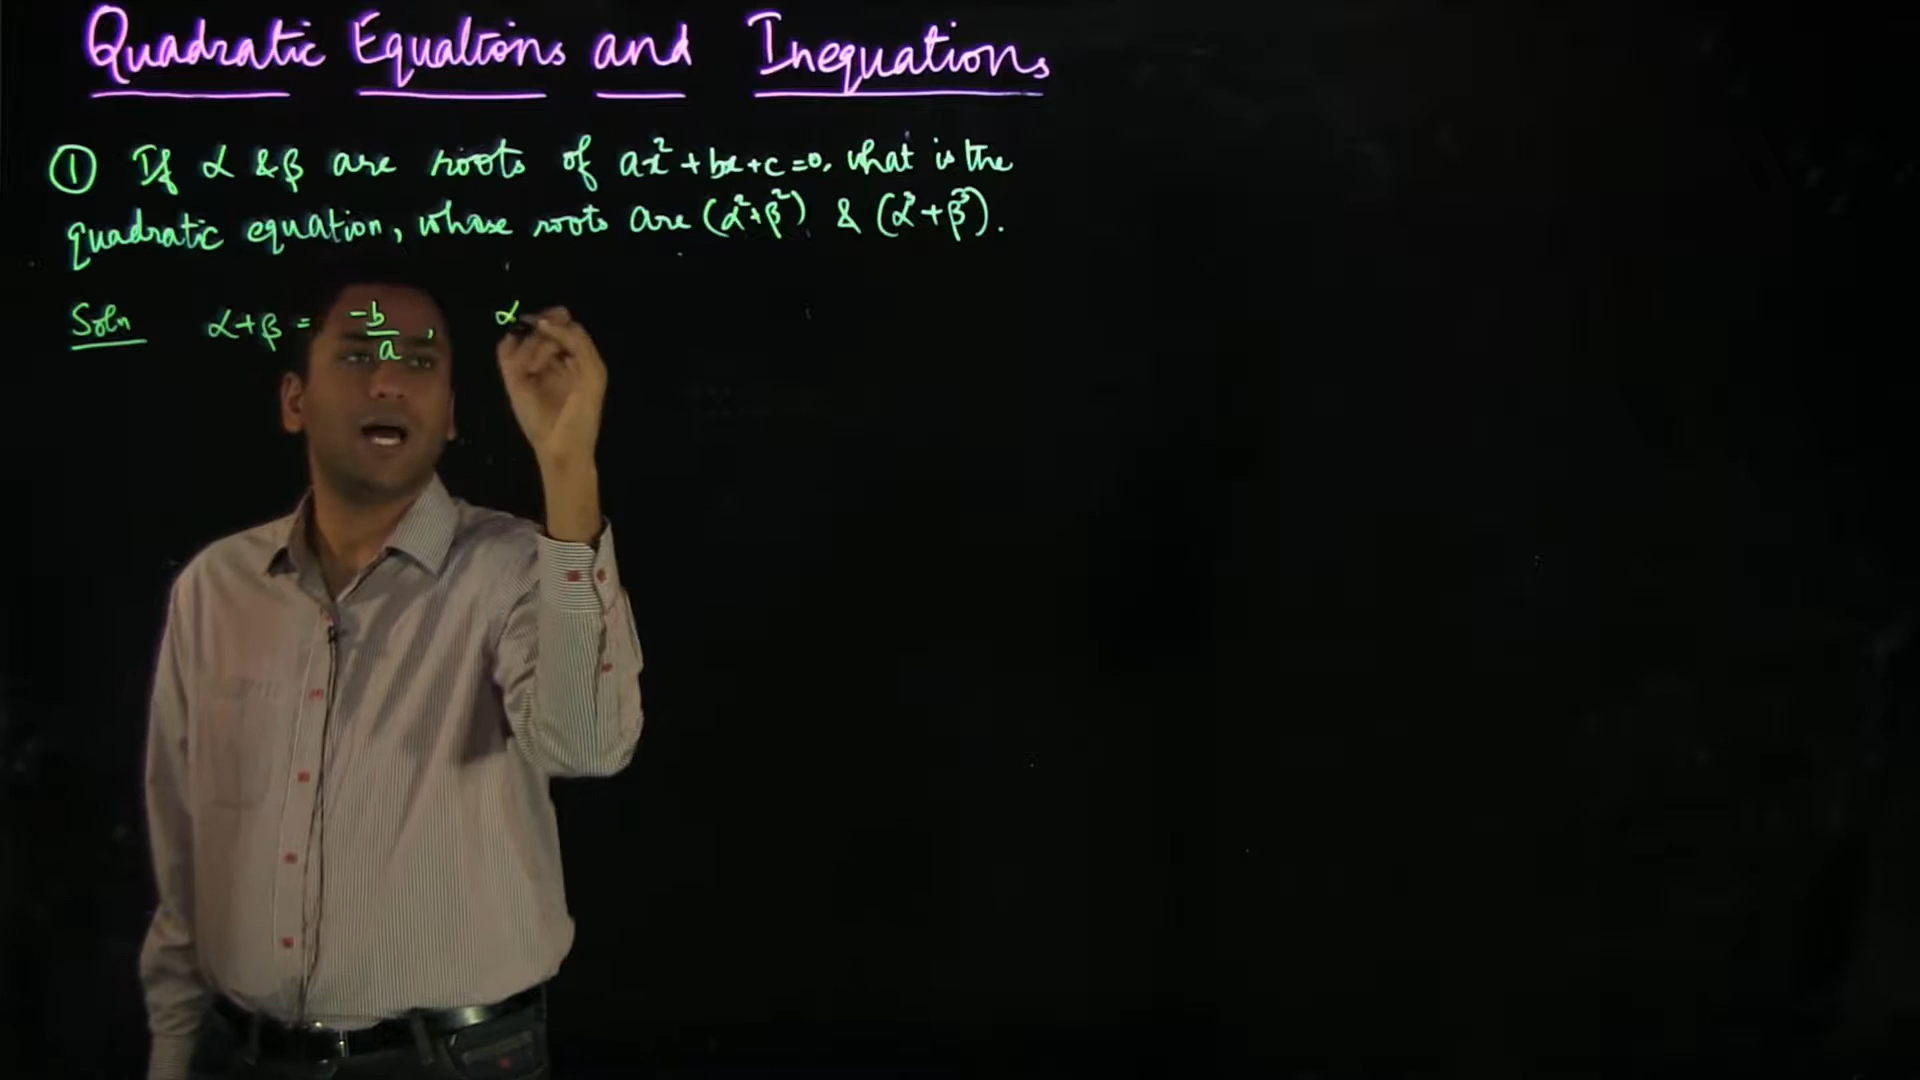 Quadratic Equations and Inequations
① If α & β are roots of ax²+bx+c=0, what is the
quadratic equation, whose roots are (α²+β²) & (α³+β³).
Soln α+β = -b/a, α